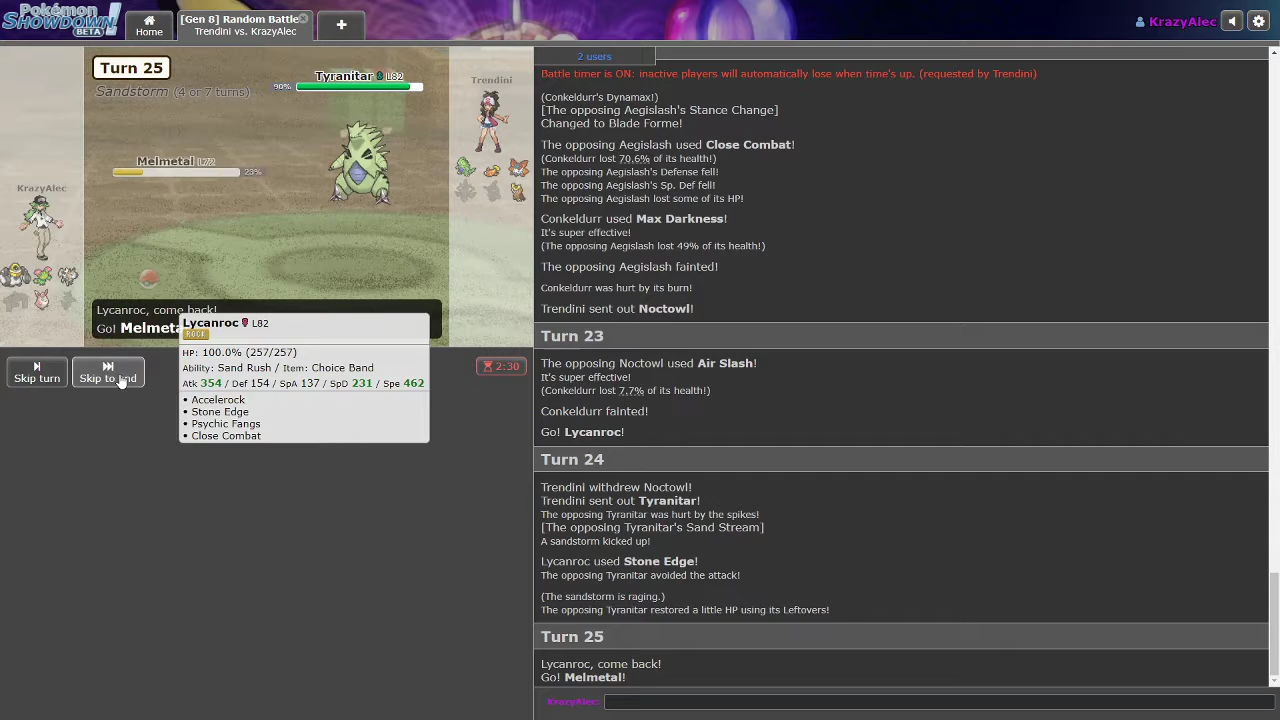 Pokémon
SHOWDOWN!
BETA
Home
[Gen 8] Random Battle
Trendini vs. KrazyAlec
KrazyAlec
Turn 25
Sandstorm (4 or 7 turns)
Tyranitar L82
90%
Melmetal L72
Trendini
KrazyAlec
Lycanroc, come back!
Go! Melmeta
Lycanroc L82
ROCK
HP: 100.0% (257/257)
Ability: Sand Rush / Item: Choice Band
Atk 354 / Def 154 / SpA 137 / SpD 231 / Spe 462
• Accelerock
• Stone Edge
• Psychic Fangs
• Close Combat
Skip turn
Skip to end
2:30
2 users
Battle timer is ON: inactive players will automatically lose when time's up. (requested by Trendini)
(Conkeldurr's Dynamax!)
[The opposing Aegislash's Stance Change]
Changed to Blade Forme!
The opposing Aegislash used Close Combat!
(Conkeldurr lost 70.6% of its health!)
The opposing Aegislash's Defense fell!
The opposing Aegislash's Sp. Def fell!
The opposing Aegislash lost some of its HP!
Conkeldurr used Max Darkness!
It's super effective!
(The opposing Aegislash lost 49% of its health!)
The opposing Aegislash fainted!
Conkeldurr was hurt by its burn!
Trendini sent out Noctowl!
Turn 23
The opposing Noctowl used Air Slash!
It's super effective!
(Conkeldurr lost 7.7% of its health!)
Conkeldurr fainted!
Go! Lycanroc!
Turn 24
Trendini withdrew Noctowl!
Trendini sent out Tyranitar!
The opposing Tyranitar was hurt by the spikes!
[The opposing Tyranitar's Sand Stream]
A sandstorm kicked up!
Lycanroc used Stone Edge!
The opposing Tyranitar avoided the attack!
(The sandstorm is raging.)
The opposing Tyranitar restored a little HP using its Leftovers!
Turn 25
Lycanroc, come back!
Go! Melmetal!
KrazyAlec: